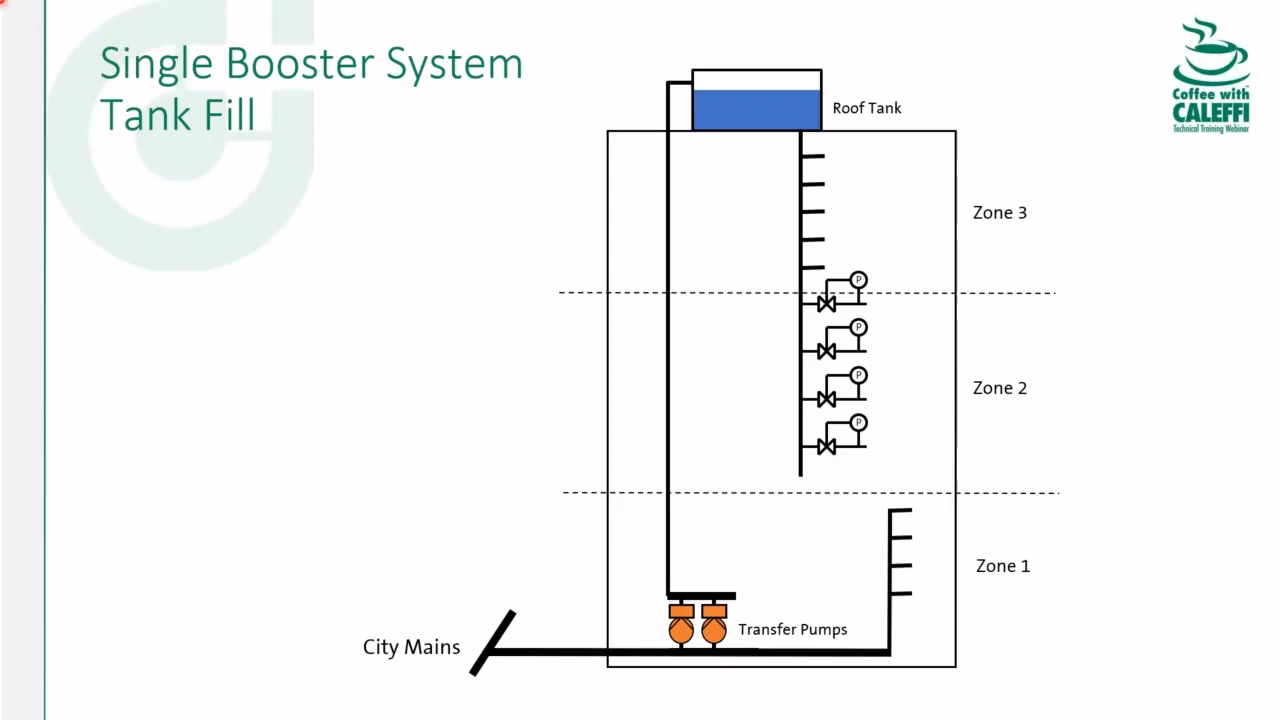 Single Booster System
Tank Fill
Coffee with
CALEFFI
Technical Training Webinar
Roof Tank
Zone 3
P
P
Zone 2
P
P
Zone 1
Transfer Pumps
City Mains